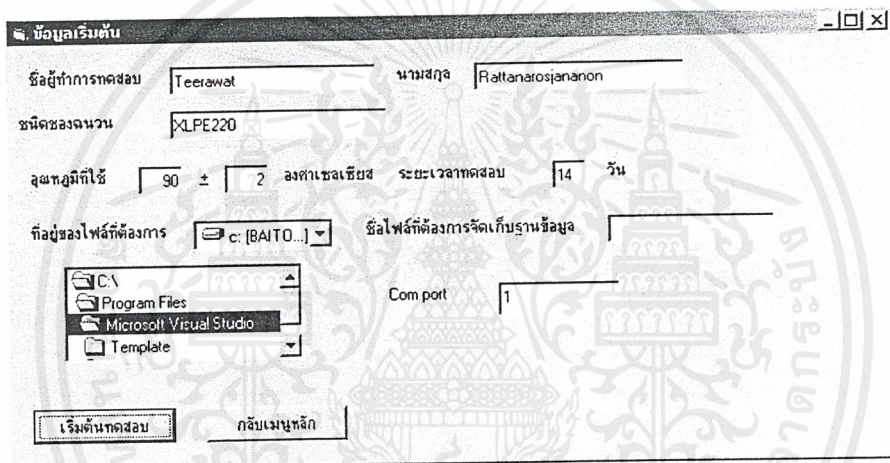 ข้อมูลเริ่มต้น
ชื่อผู้ทำการทดสอบ Teerawat นามสกุล Rattanarosjananon
ชนิดของฉนวน XLPE220
อุณหภูมิที่ใช้ 90 ± 2 องศาเซลเซียส ระยะเวลาทดสอบ 14 วัน
ที่อยู่ของไฟล์ที่ต้องการ c: [BAITO...] ชื่อไฟล์ที่ต้องการจัดเก็บฐานข้อมูล
C:\
Program Files
Microsoft Visual Studio
Template
Com port 1
เริ่มต้นทดสอบ กลับเมนูหลัก